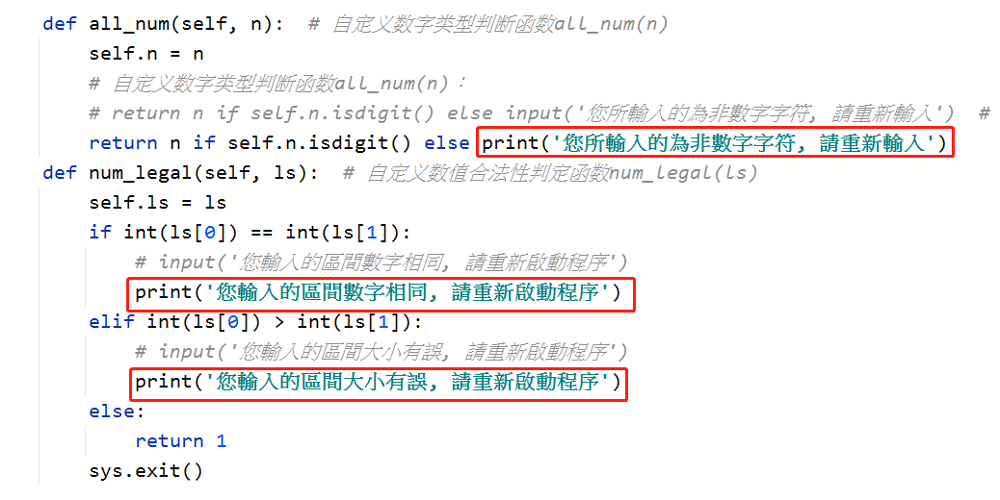 def all_num(self, n):  # 自定义数字类型判断函数all_num(n)
    self.n = n
    # 自定义数字类型判断函数all_num(n)：
    # return n if self.n.isdigit() else input('您所輸入的為非數字字符, 請重新輸入')  #
    return n if self.n.isdigit() else print('您所輸入的為非數字字符, 請重新輸入')
def num_legal(self, ls):  # 自定义数值合法性判定函数num_legal(ls)
    self.ls = ls
    if int(ls[0]) == int(ls[1]):
        # input('您輸入的區間數字相同, 請重新啟動程序')
        print('您輸入的區間數字相同, 請重新啟動程序')
    elif int(ls[0]) > int(ls[1]):
        # input('您輸入的區間大小有誤, 請重新啟動程序')
        print('您輸入的區間大小有誤, 請重新啟動程序')
    else:
        return 1
    sys.exit()